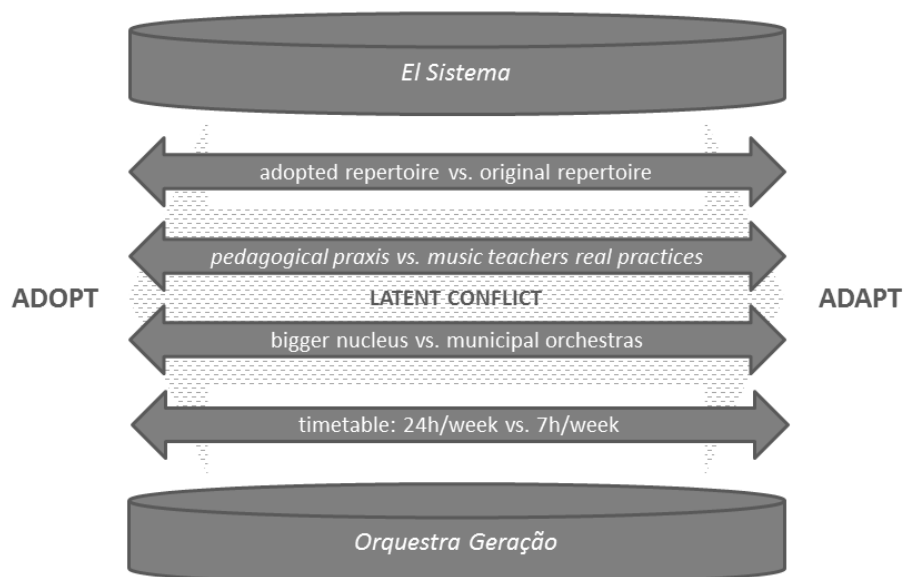 El Sistema
adopted repertoire vs. original repertoire
pedagogical praxis vs. music teachers real practices
ADOPT
LATENT CONFLICT
ADAPT
bigger nucleus vs. municipal orchestras
timetable: 24h/week vs. 7h/week
Orquestra Geração